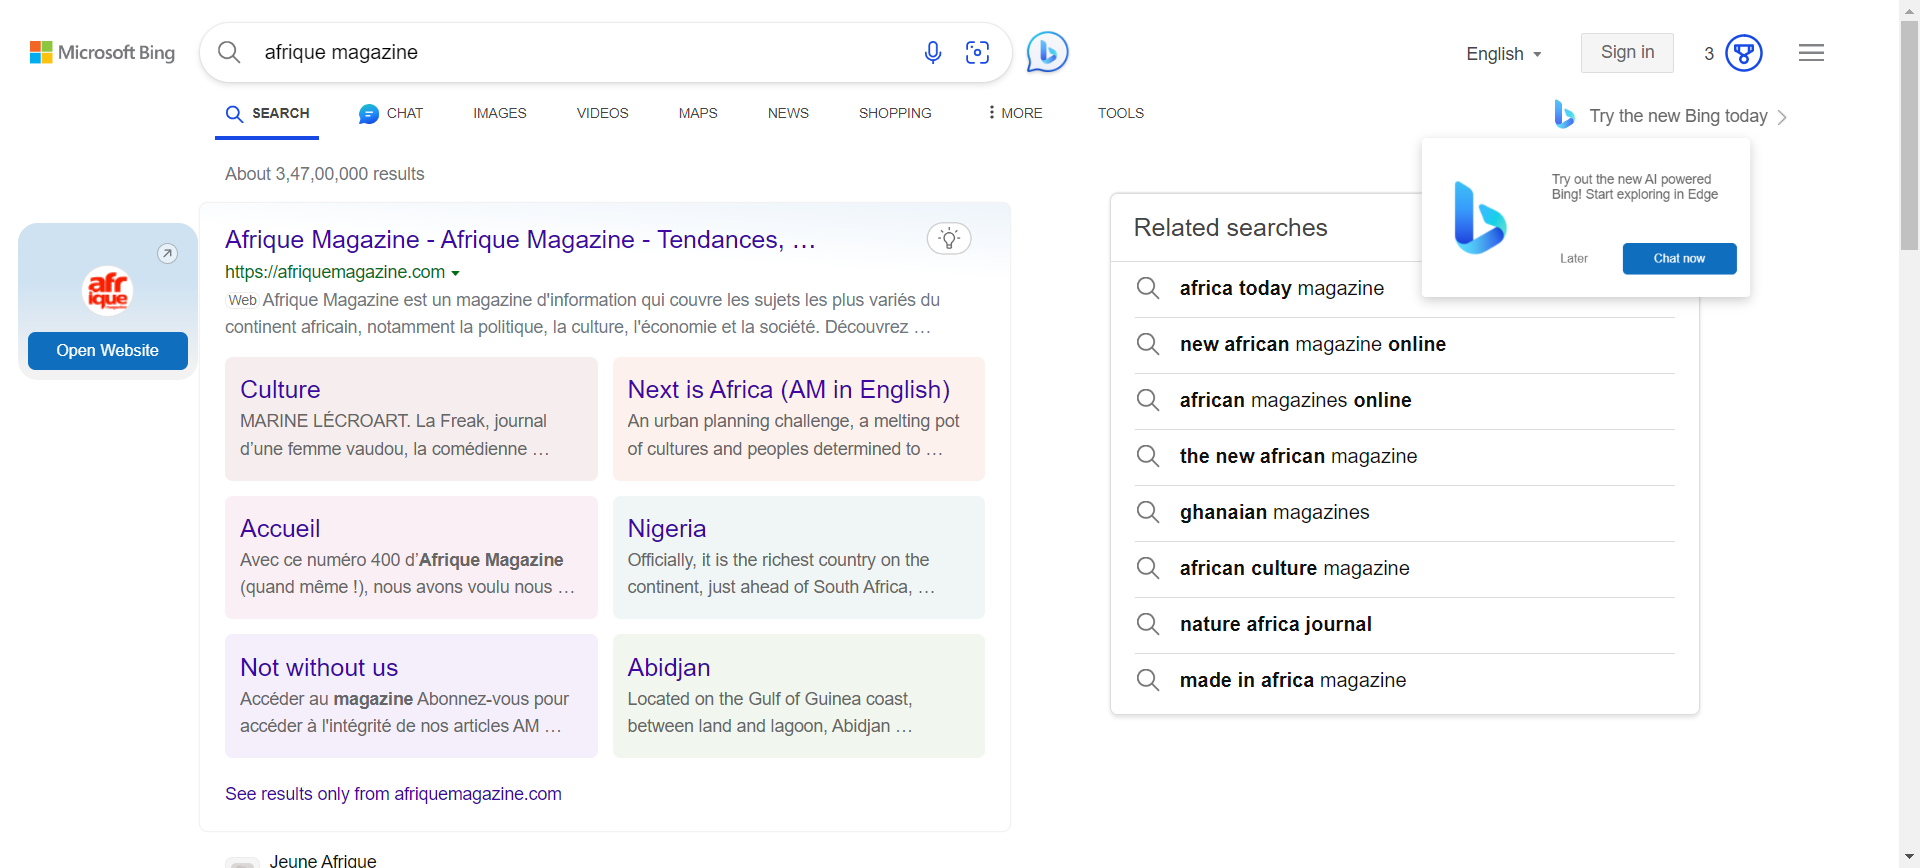 Microsoft Bing
afrique magazine
English
Sign in
3
SEARCH
CHAT
IMAGES
VIDEOS
MAPS
NEWS
SHOPPING
MORE
TOOLS
Try the new Bing today
About 3,47,00,000 results
Try out the new AI powered
Bing! Start exploring in Edge
Later
Chat now
afr
ique
Open Website
Afrique Magazine - Afrique Magazine - Tendances, …
https://afriquemagazine.com
Web Afrique Magazine est un magazine d'information qui couvre les sujets les plus variés du
continent africain, notamment la politique, la culture, l'économie et la société. Découvrez …
Culture
MARINE LÉCROART. La Freak, journal
d’une femme vaudou, la comédienne …
Next is Africa (AM in English)
An urban planning challenge, a melting pot
of cultures and peoples determined to …
Accueil
Avec ce numéro 400 d’Afrique Magazine
(quand même !), nous avons voulu nous …
Nigeria
Officially, it is the richest country on the
continent, just ahead of South Africa, …
Not without us
Accéder au magazine Abonnez-vous pour
accéder à l'intégrité de nos articles AM …
Abidjan
Located on the Gulf of Guinea coast,
between land and lagoon, Abidjan …
See results only from afriquemagazine.com
Jeune Afrique
Related searches
africa today magazine
new african magazine online
african magazines online
the new african magazine
ghanaian magazines
african culture magazine
nature africa journal
made in africa magazine